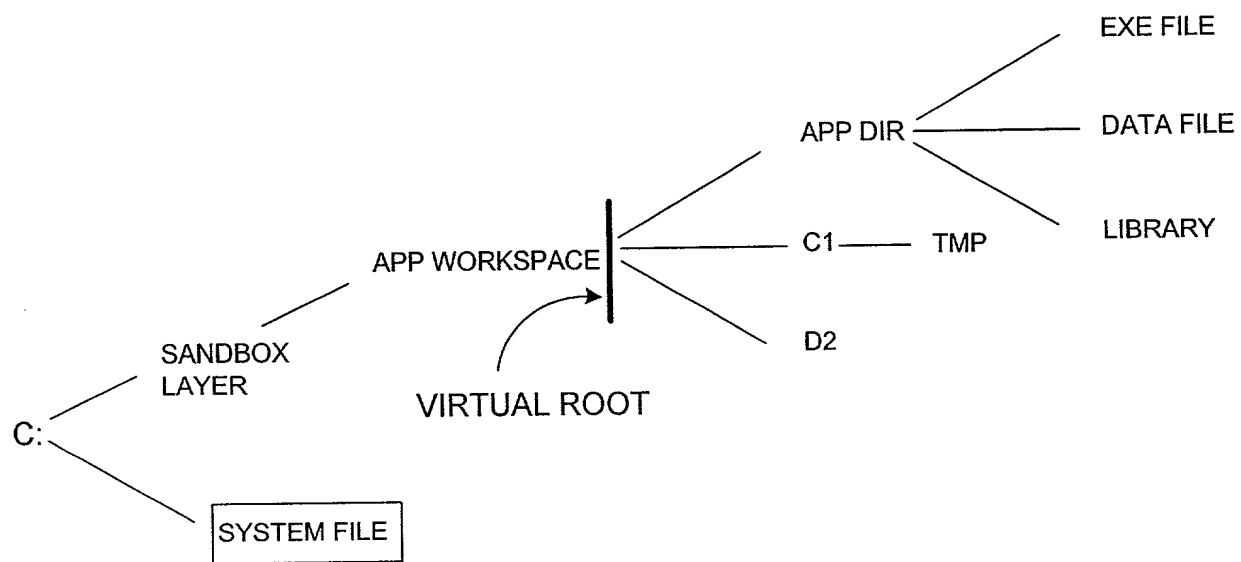 EXE FILE
APP DIR
DATA FILE
LIBRARY
C1
TMP
APP WORKSPACE
D2
SANDBOX
LAYER
VIRTUAL ROOT
C:
SYSTEM FILE